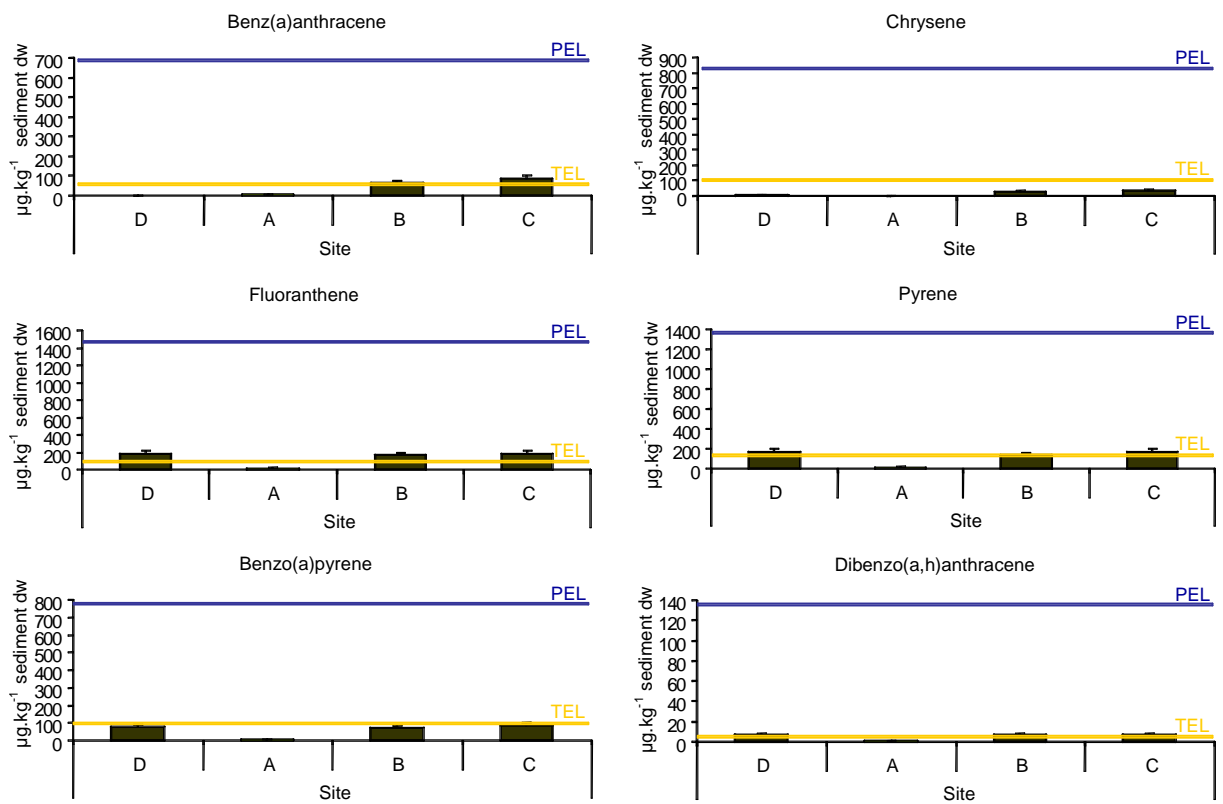 Benz(a)anthracene
µg.kg⁻¹ sediment dw
700
600
500
400
300
200
100
0
PEL
TEL
D A B C
Site
Chrysene
µg.kg⁻¹ sediment dw
900
800
700
600
500
400
300
200
100
0
PEL
TEL
D A B C
Site
Fluoranthene
µg.kg⁻¹ sediment dw
1600
1400
1200
1000
800
600
400
200
0
PEL
TEL
D A B C
Site
Pyrene
µg.kg⁻¹ sediment dw
1400
1200
1000
800
600
400
200
0
PEL
TEL
D A B C
Site
Benzo(a)pyrene
µg.kg⁻¹ sediment dw
800
700
600
500
400
300
200
100
0
PEL
TEL
D A B C
Site
Dibenzo(a,h)anthracene
µg.kg⁻¹ sediment dw
140
120
100
80
60
40
20
0
PEL
TEL
D A B C
Site